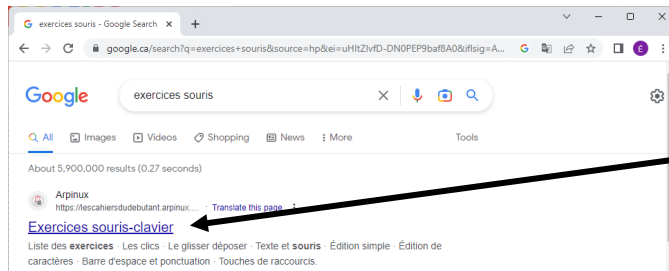 exercices souris - Google Search
google.ca/search?q=exercices+souris&source=hp&ei=uHItZIvfD-DN0PEP9baf8A0&iflsig=A...
É
Google
exercices souris
All Images Videos Shopping News More Tools
About 5,900,000 results (0.27 seconds)
Arpinux
https://lescahiersdudebutant.arpinux.... · Translate this page
Exercices souris-clavier
Liste des exercices · Les clics · Le glisser déposer · Texte et souris · Édition simple · Édition de
caractères · Barre d'espace et ponctuation · Touches de raccourcis.